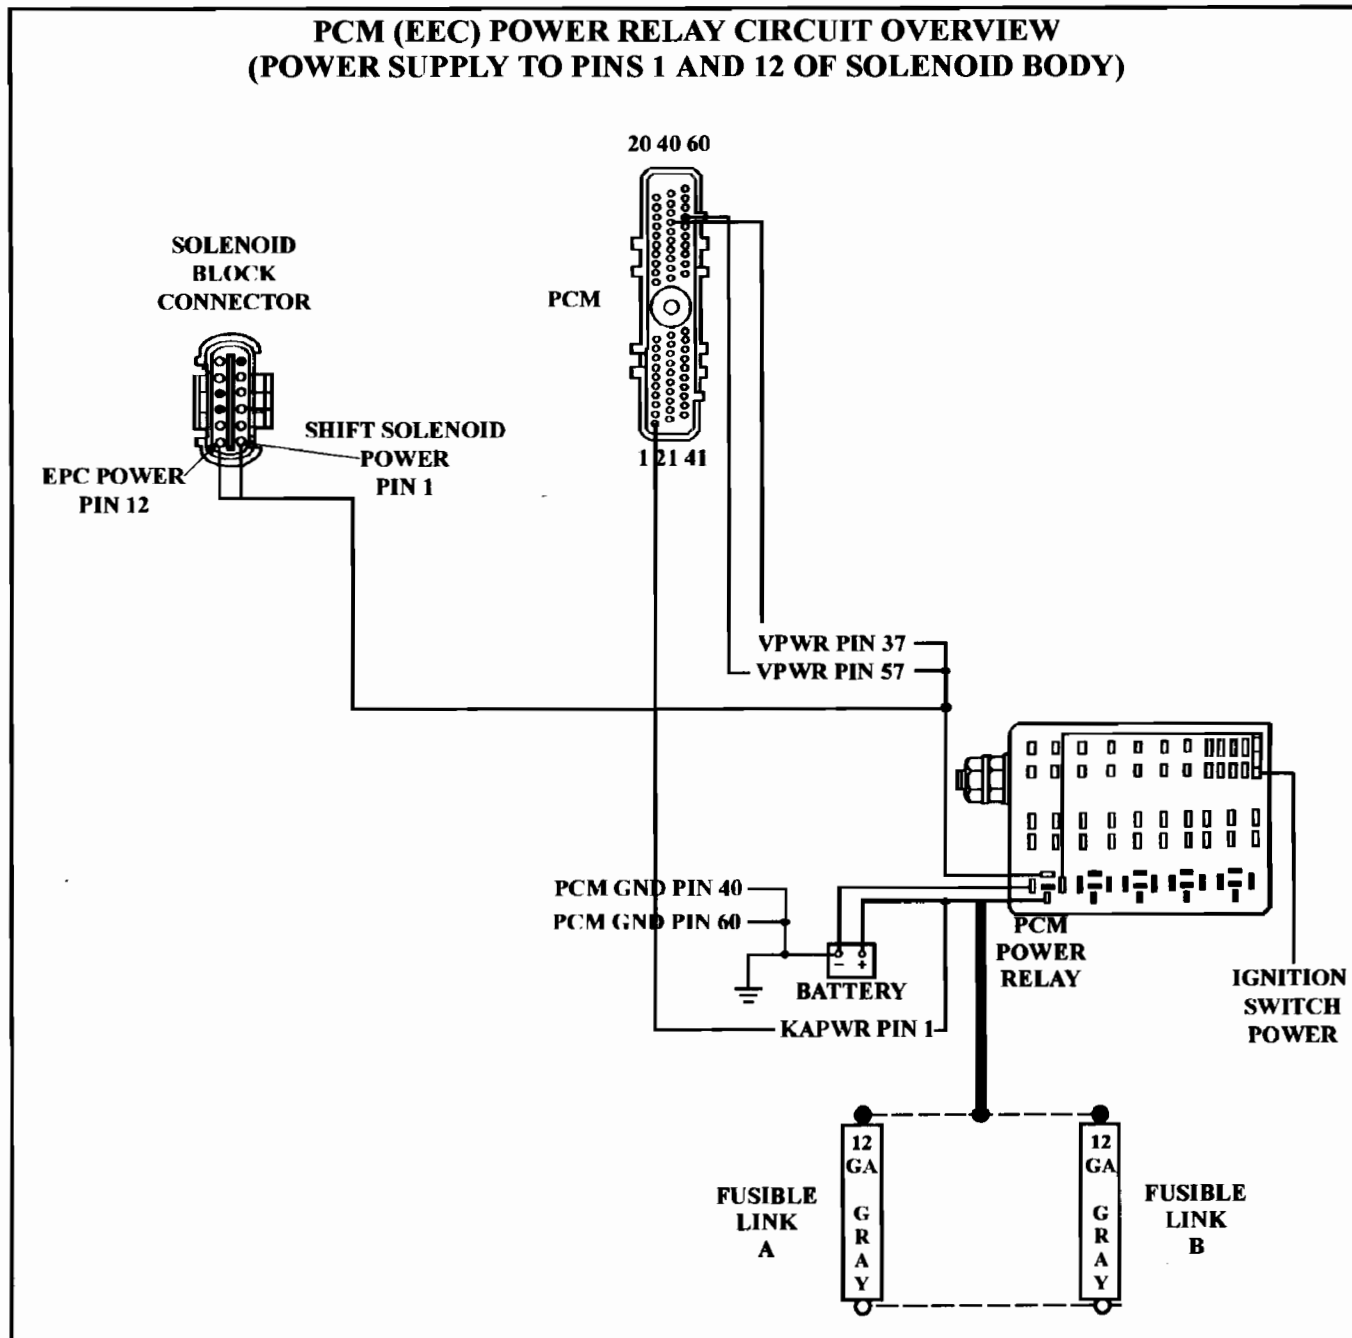 PCM (EEC) POWER RELAY CIRCUIT OVERVIEW
(POWER SUPPLY TO PINS 1 AND 12 OF SOLENOID BODY)
20 40 60
SOLENOID
BLOCK
CONNECTOR
PCM
SHIFT SOLENOID
POWER
PIN 1
EPC POWER
PIN 12
1 21 41
VPWR PIN 37
VPWR PIN 57
PCM GND PIN 40
PCM GND PIN 60
- +
BATTERY
KAPWR PIN 1
PCM
POWER
RELAY
IGNITION
SWITCH
POWER
FUSIBLE
LINK
A
12
GA
G
R
A
Y
12
GA
G
R
A
Y
FUSIBLE
LINK
B